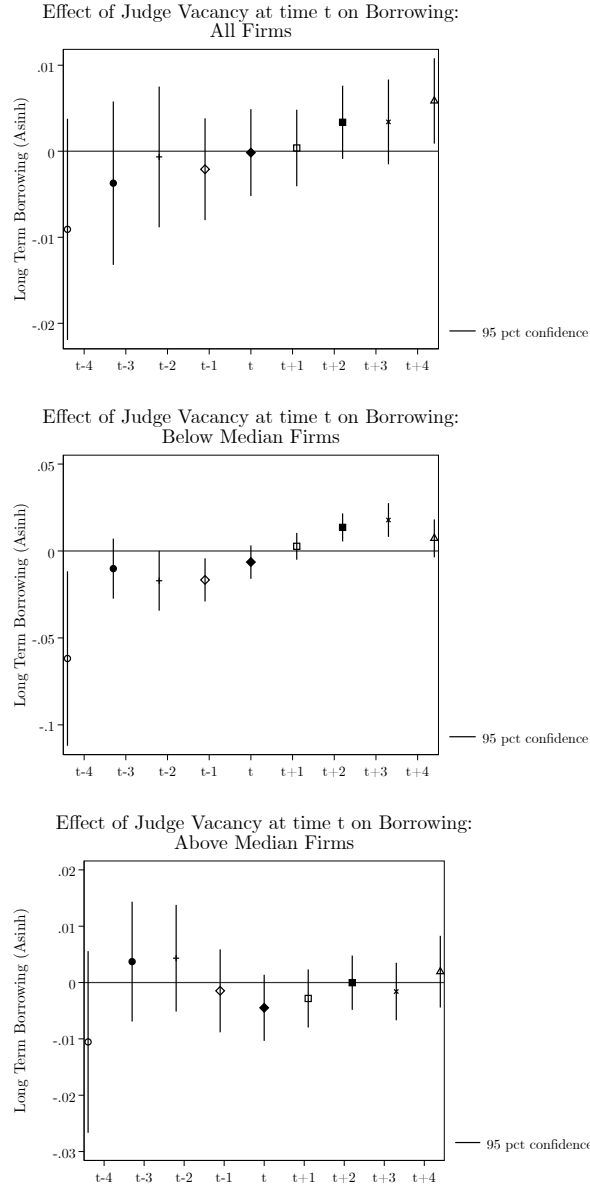 Effect of Judge Vacancy at time t on Borrowing:
All Firms
Long Term Borrowing (Asinh)
.01
0
-.01
-.02
t-4 t-3 t-2 t-1 t t+1 t+2 t+3 t+4
95 pct confidence
Effect of Judge Vacancy at time t on Borrowing:
Below Median Firms
Long Term Borrowing (Asinh)
.05
0
-.05
-.1
t-4 t-3 t-2 t-1 t t+1 t+2 t+3 t+4
95 pct confidence
Effect of Judge Vacancy at time t on Borrowing:
Above Median Firms
Long Term Borrowing (Asinh)
.02
.01
0
-.01
-.02
-.03
t-4 t-3 t-2 t-1 t t+1 t+2 t+3 t+4
95 pct confidence